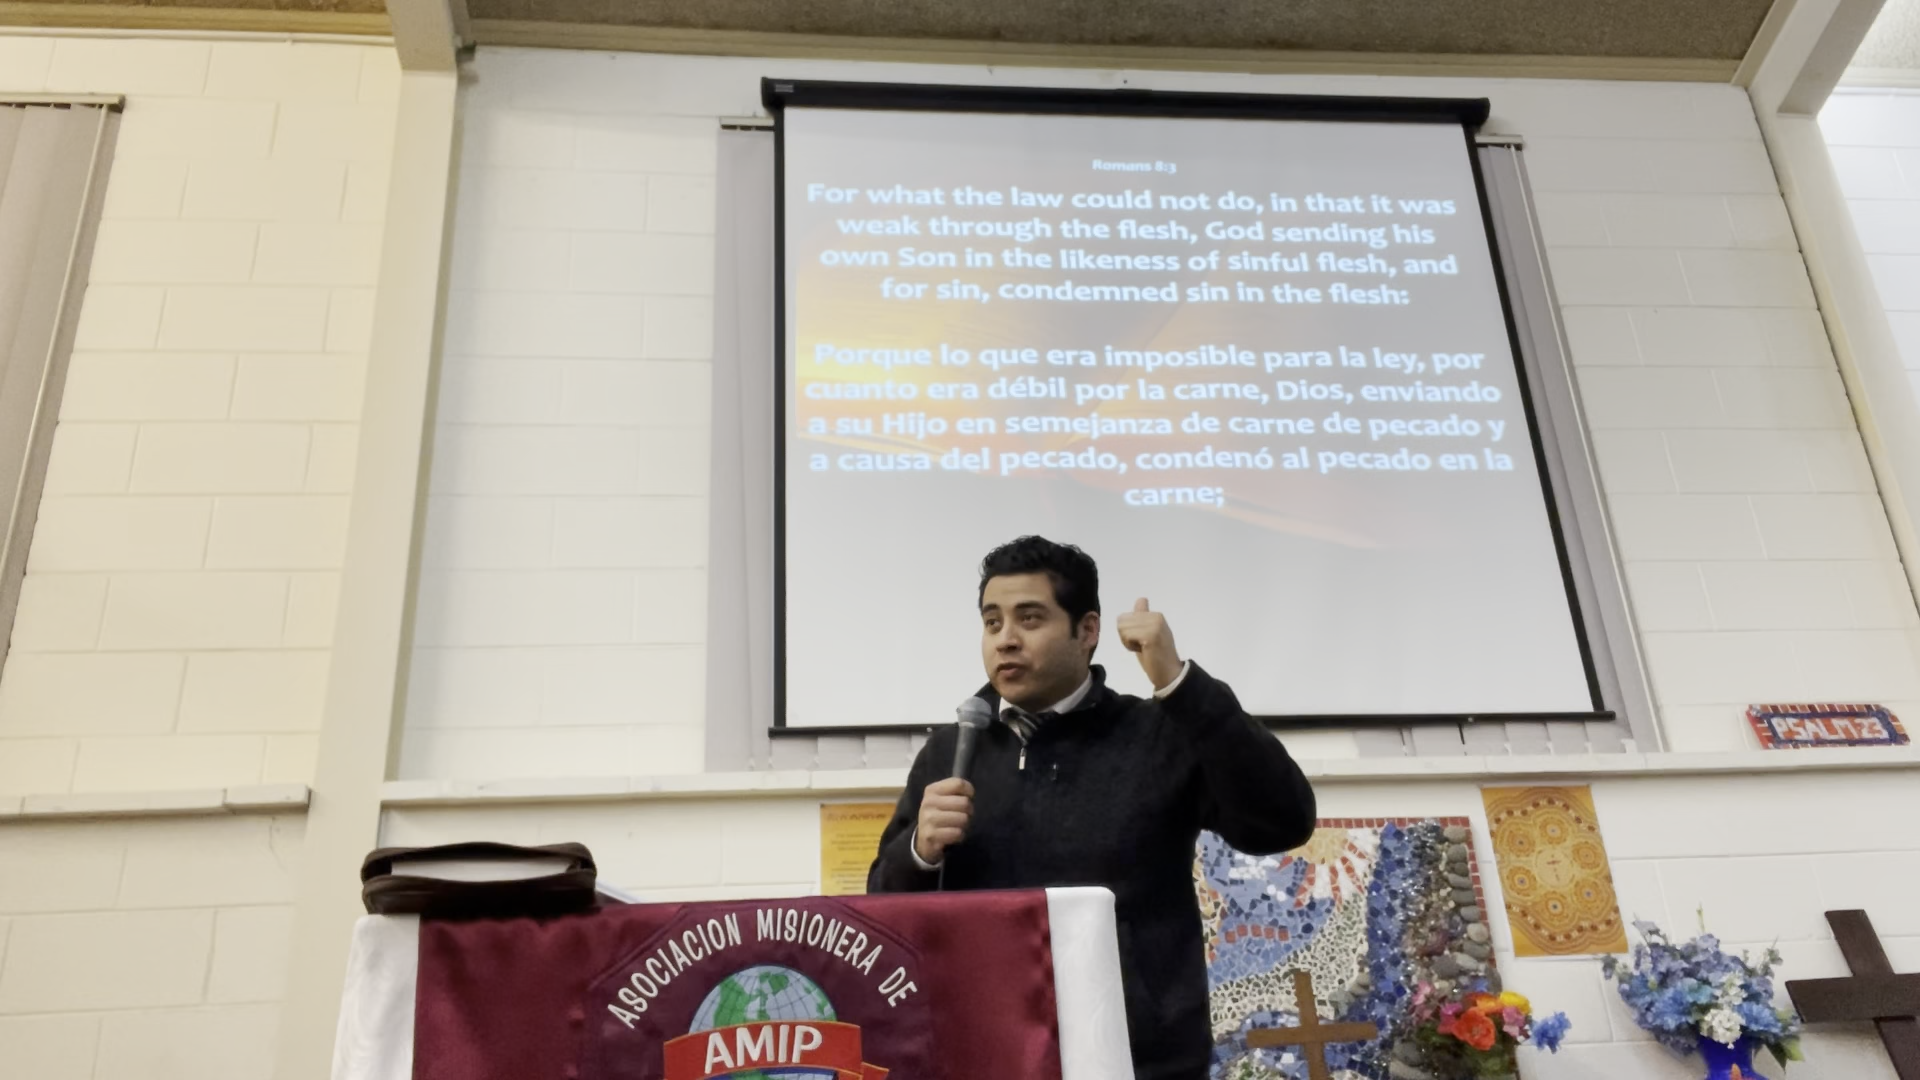 Romans 8:3
For what the law could not do, in that it was
weak through the flesh, God sending his
own Son in the likeness of sinful flesh, and
for sin, condemned sin in the flesh:
Porque lo que era imposible para la ley, por
cuanto era débil por la carne, Dios, enviando
a su Hijo en semejanza de carne de pecado y
a causa del pecado, condenó al pecado en la
carne;
PSALM 23
ASOCIACION MISIONERA DE
AMIP